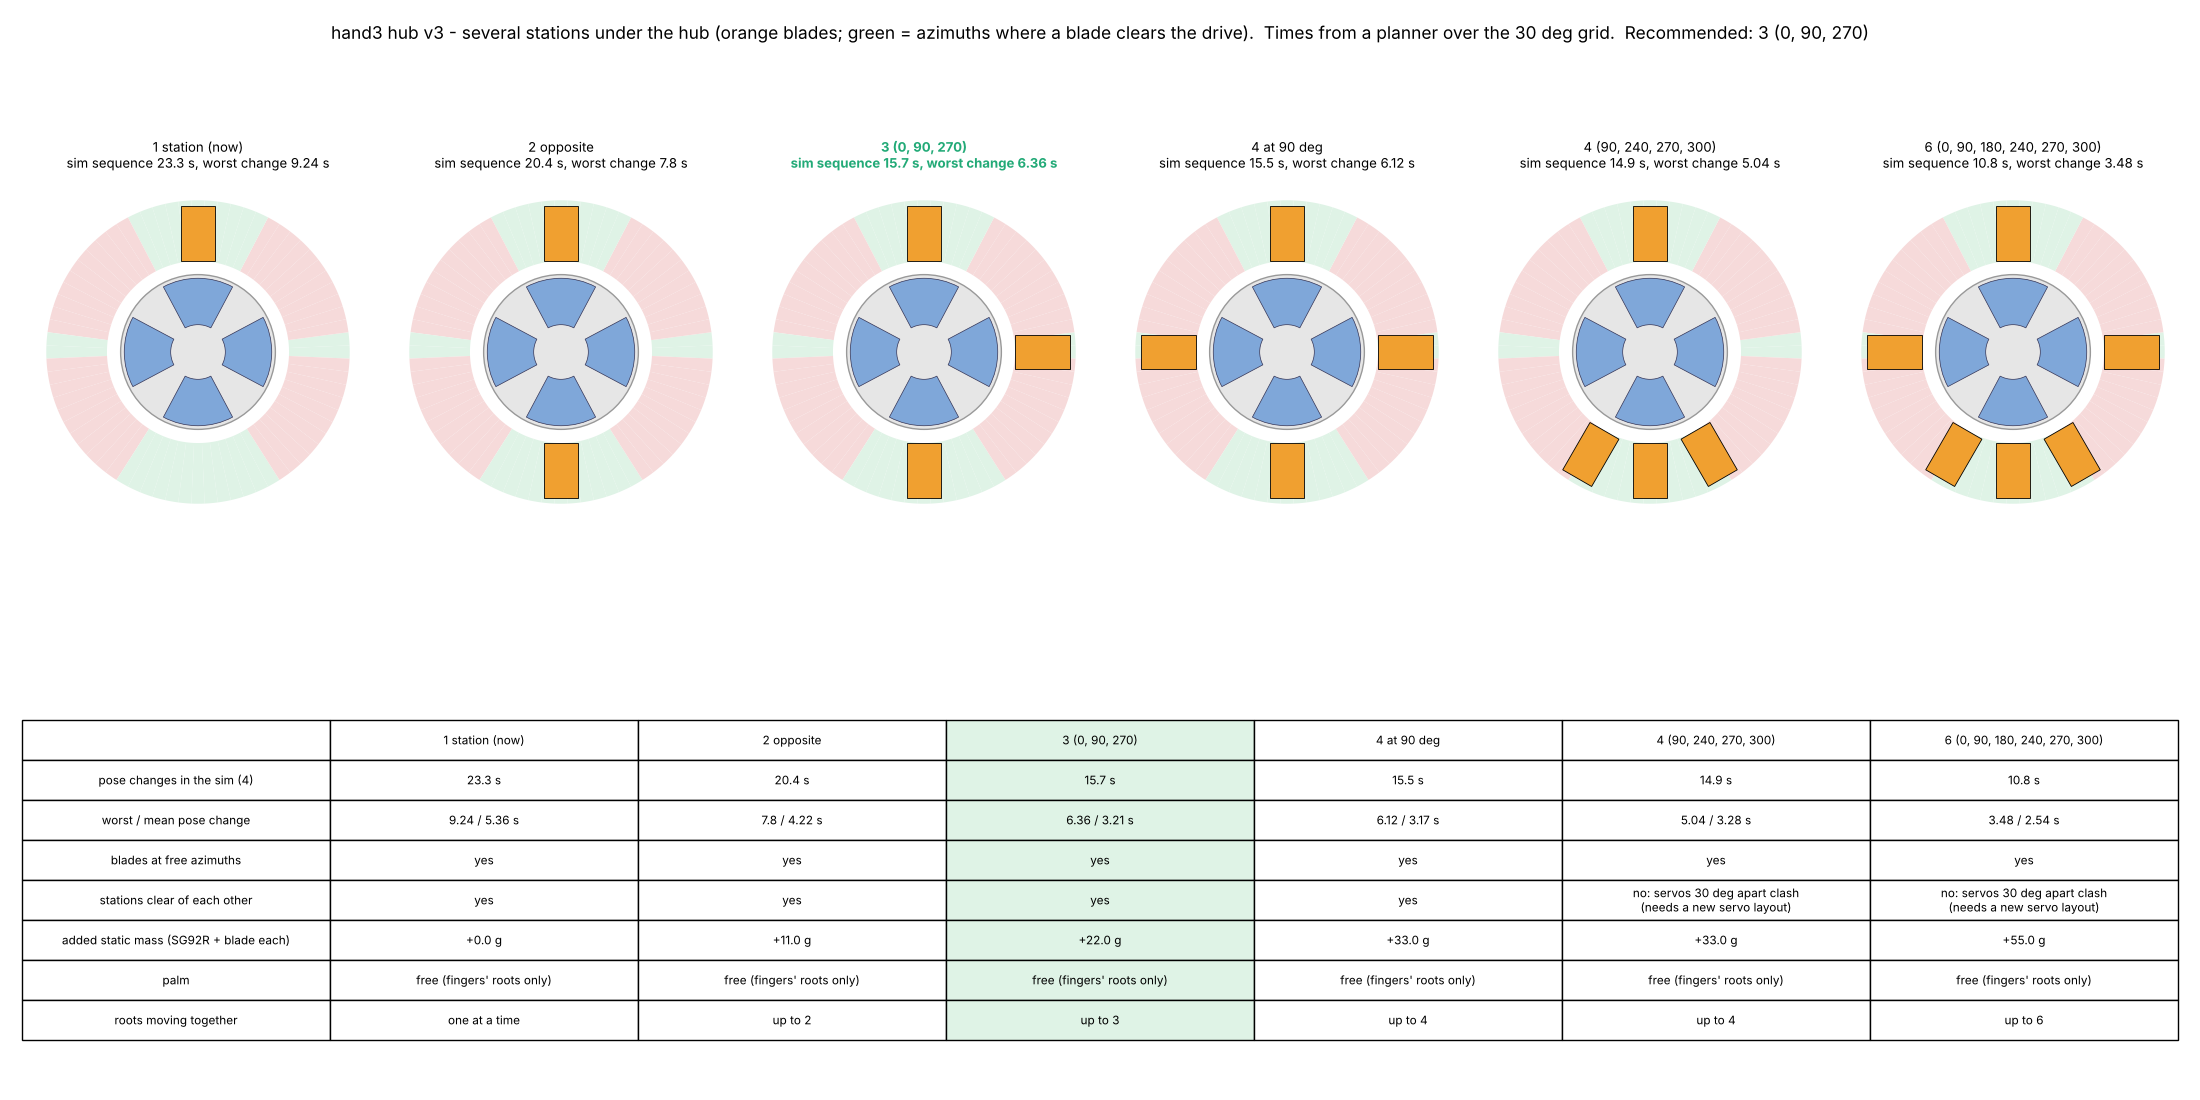 hand3 hub v3 - several stations under the hub (orange blades; green = azimuths where a blade clears the drive).  Times from a planner over the 30 deg grid.  Recommended: 3 (0, 90, 270)
1 station (now)
sim sequence 23.3 s, worst change 9.24 s
2 opposite
sim sequence 20.4 s, worst change 7.8 s
3 (0, 90, 270)
sim sequence 15.7 s, worst change 6.36 s
4 at 90 deg
sim sequence 15.5 s, worst change 6.12 s
4 (90, 240, 270, 300)
sim sequence 14.9 s, worst change 5.04 s
6 (0, 90, 180, 240, 270, 300)
sim sequence 10.8 s, worst change 3.48 s
1 station (now) 2 opposite 3 (0, 90, 270) 4 at 90 deg 4 (90, 240, 270, 300) 6 (0, 90, 180, 240, 270, 300)
pose changes in the sim (4) 23.3 s 20.4 s 15.7 s 15.5 s 14.9 s 10.8 s
worst / mean pose change 9.24 / 5.36 s 7.8 / 4.22 s 6.36 / 3.21 s 6.12 / 3.17 s 5.04 / 3.28 s 3.48 / 2.54 s
blades at free azimuths yes yes yes yes yes yes
stations clear of each other yes yes yes yes no: servos 30 deg apart clash (needs a new servo layout) no: servos 30 deg apart clash (needs a new servo layout)
added static mass (SG92R + blade each) +0.0 g +11.0 g +22.0 g +33.0 g +33.0 g +55.0 g
palm free (fingers' roots only) free (fingers' roots only) free (fingers' roots only) free (fingers' roots only) free (fingers' roots only) free (fingers' roots only)
roots moving together one at a time up to 2 up to 3 up to 4 up to 4 up to 6